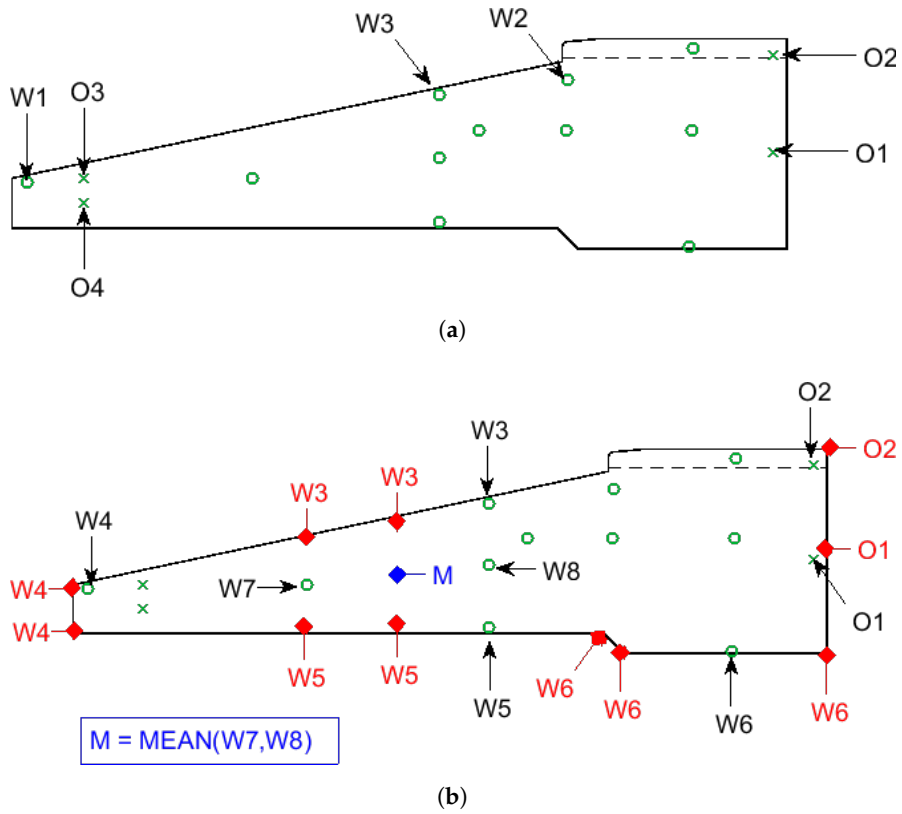 W3 W2
W1 O3 O2
O1
O4
(a)
O2
W3 W3 W3 O2
W4
O1
W4 W7 M W8
W4 O1
W5 W5 W6 W5 W6 W6 W6
M = MEAN(W7,W8)
(b)